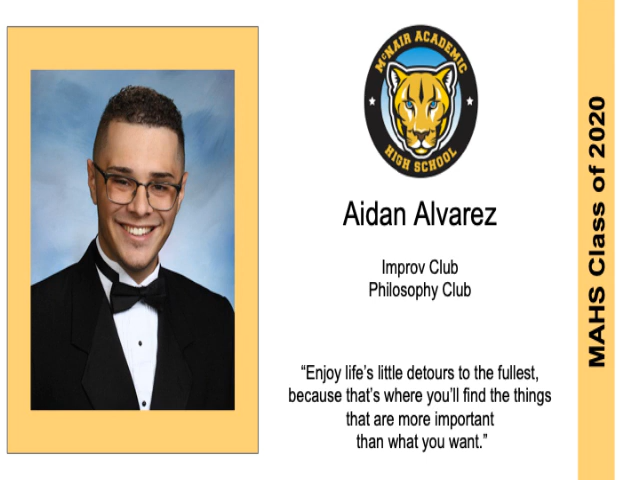 McNAIR ACADEMIC
HIGH SCHOOL
Aidan Alvarez
Improv Club
Philosophy Club
“Enjoy life’s little detours to the fullest,
because that’s where you’ll find the things
that are more important
than what you want.”
MAHS Class of 2020